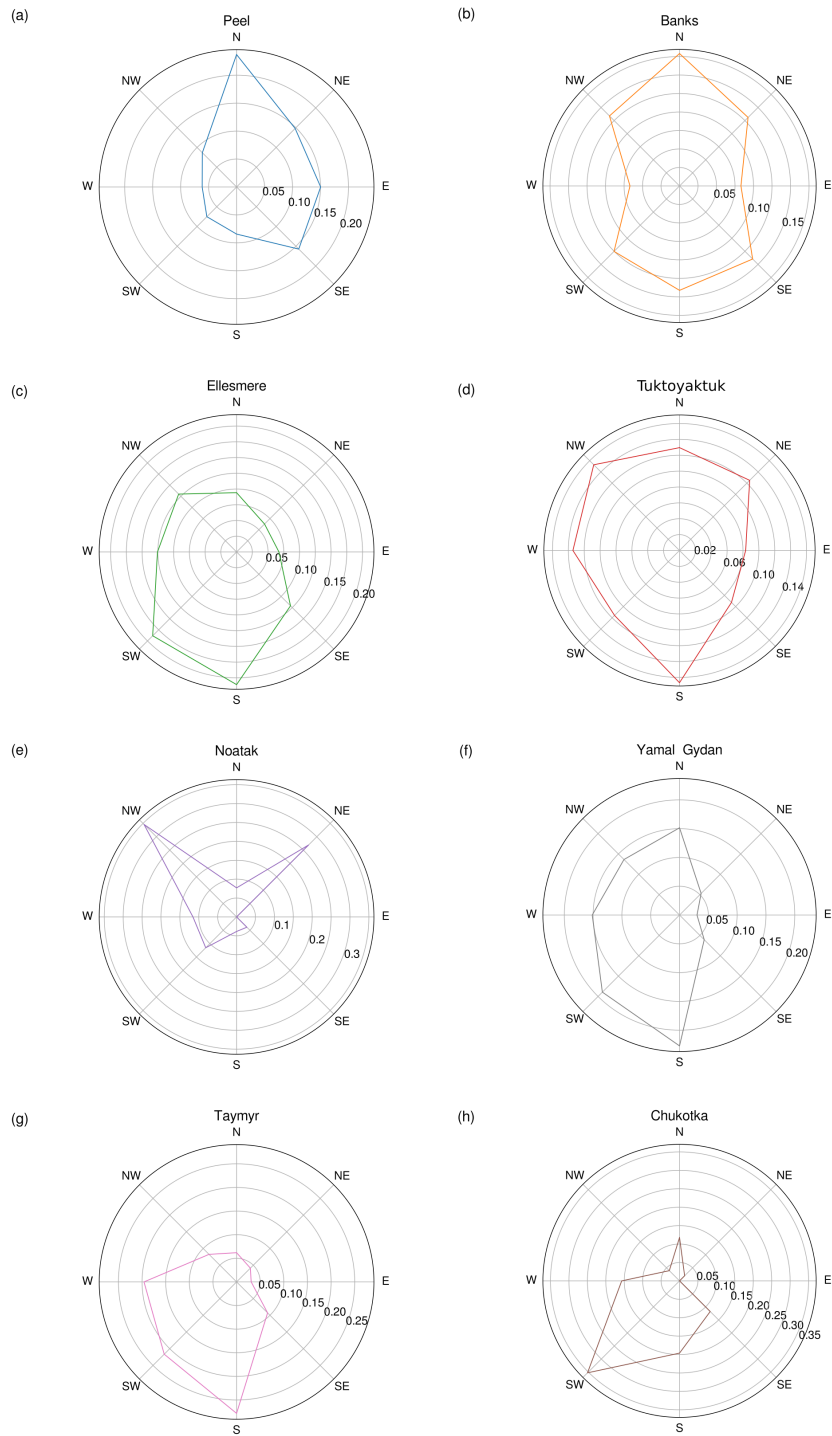 (a)
Peel
N
NW
NE
W
E
0.05
0.10
0.15
0.20
SW
SE
S
(b)
Banks
N
NW
NE
W
E
0.05
0.10
0.15
SW
SE
S
(c)
Ellesmere
N
NW
NE
W
E
0.05
0.10
0.15
0.20
SW
SE
S
(d)
Tuktoyaktuk
N
NW
NE
W
E
0.02
0.06
0.10
0.14
SW
SE
S
(e)
Noatak
N
NW
NE
W
E
0.1
0.2
0.3
SW
SE
S
(f)
Yamal Gydan
N
NW
NE
W
E
0.05
0.10
0.15
0.20
SW
SE
S
(g)
Taymyr
N
NW
NE
W
E
0.05
0.10
0.15
0.20
0.25
SW
SE
S
(h)
Chukotka
N
NW
NE
W
E
0.05
0.10
0.15
0.20
0.25
0.30
0.35
SW
SE
S